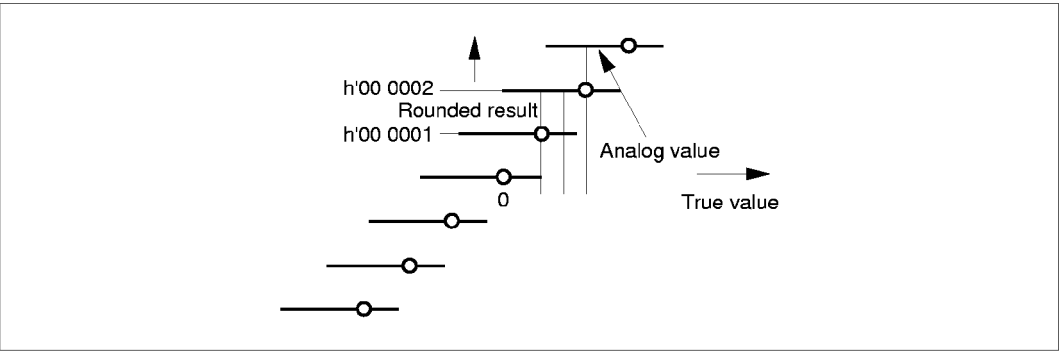 h'00 0002
Rounded result
h'00 0001
Analog value
0
True value